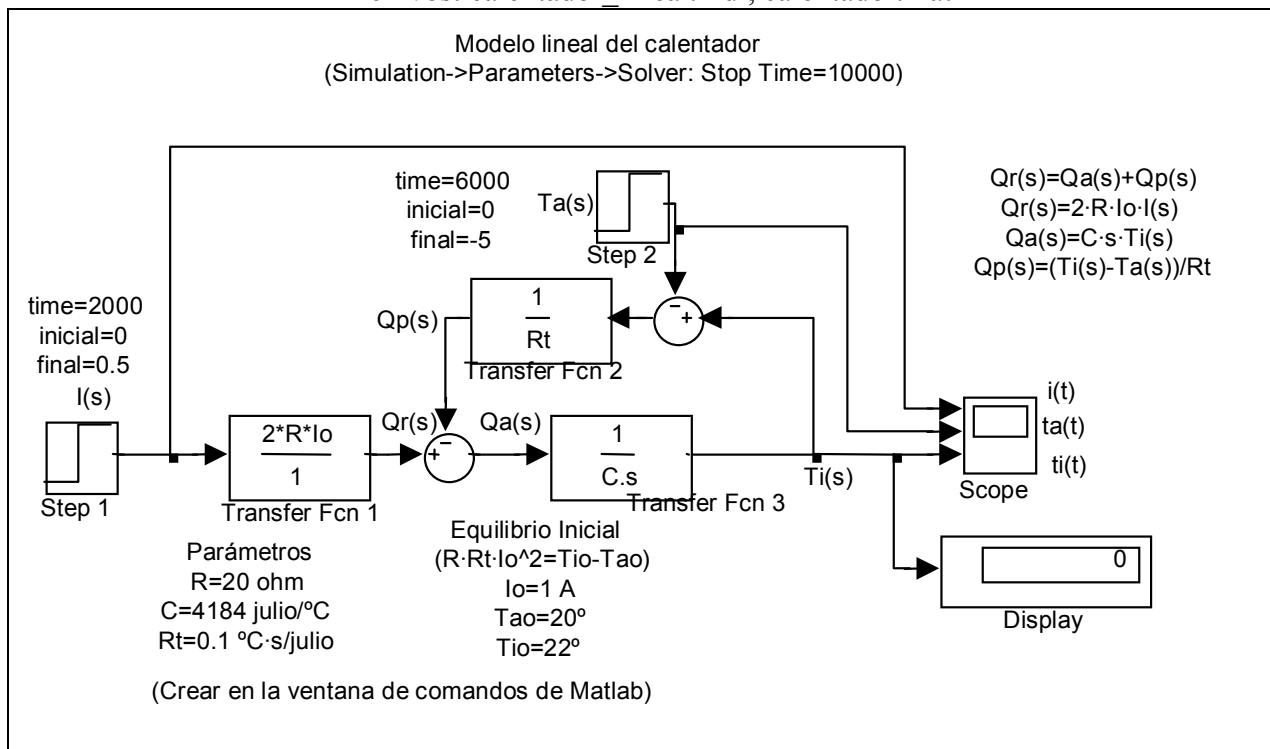 Modelo lineal del calentador
(Simulation->Parameters->Solver: Stop Time=10000)
time=6000
inicial=0
final=-5
Ta(s)
Step 2
Qr(s)=Qa(s)+Qp(s)
Qr(s)=2·R·Io·I(s)
Qa(s)=C·s·Ti(s)
Qp(s)=(Ti(s)-Ta(s))/Rt
time=2000
inicial=0
final=0.5
I(s)
Step 1
Qp(s)
1
Rt
Transfer Fcn 2
−
+
2*R*Io
1
Transfer Fcn 1
Qr(s)
+
−
Qa(s)
1
C.s
Transfer Fcn 3
Ti(s)
i(t)
ta(t)
ti(t)
Scope
0
Display
Parámetros
R=20 ohm
C=4184 julio/ºC
Rt=0.1 ºC·s/julio
Equilibrio Inicial
(R·Rt·Io^2=Tio-Tao)
Io=1 A
Tao=20º
Tio=22º
(Crear en la ventana de comandos de Matlab)